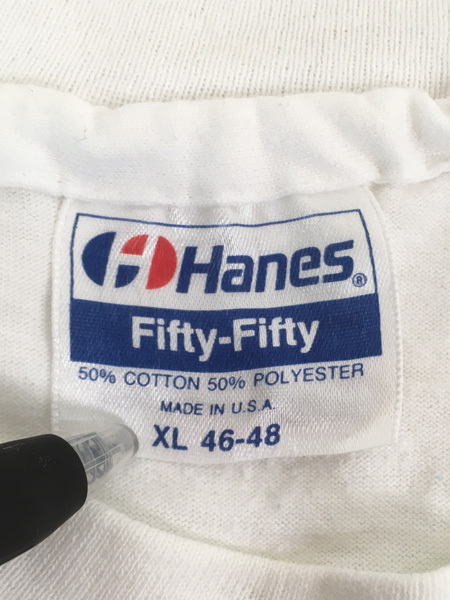 Hanes®
Fifty-Fifty
50% COTTON 50% POLYESTER
MADE IN U.S.A.
XL 46-48